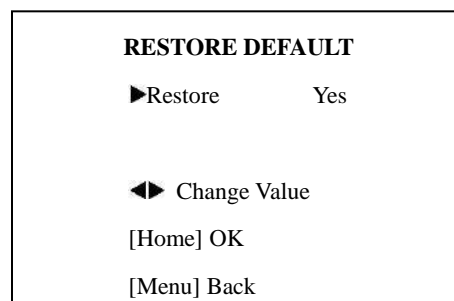 RESTORE DEFAULT
▶Restore Yes
◀▶ Change Value
[Home] OK
[Menu] Back